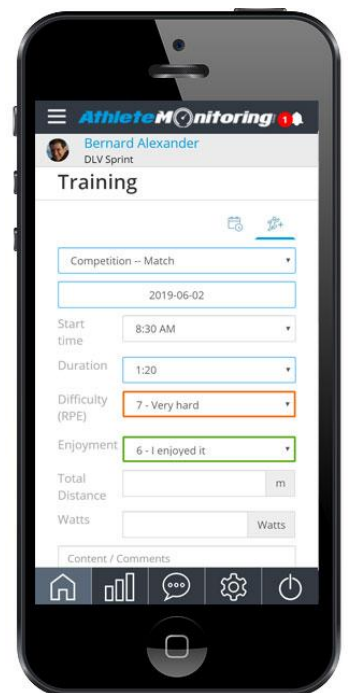 AthleteMonitoring 1
Bernard Alexander
DLV Sprint
Training
Competition -- Match
2019-06-02
Start time 8:30 AM
Duration 1:20
Difficulty (RPE) 7 - Very hard
Enjoyment 6 - I enjoyed it
Total Distance m
Watts Watts
Content / Comments